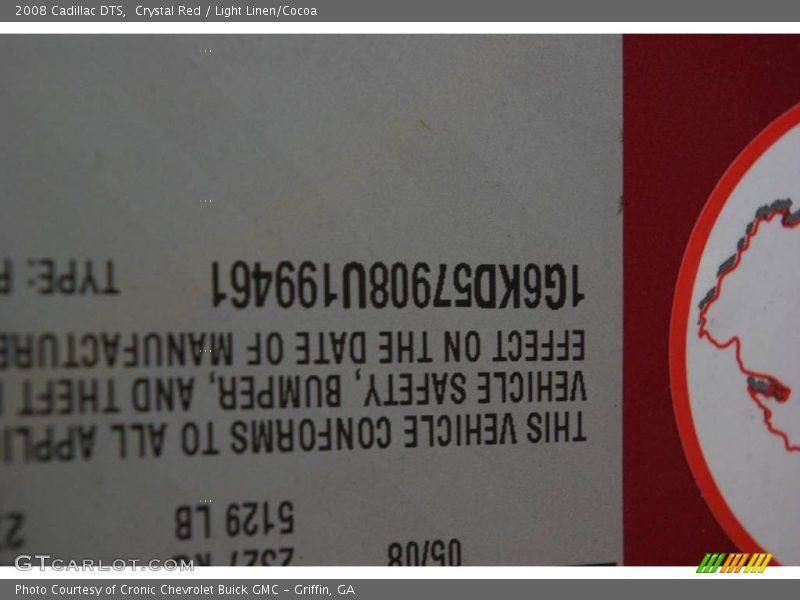 2008 Cadillac DTS,  Crystal Red / Light Linen/Cocoa
05/08
5129 LB
THIS VEHICLE CONFORMS TO ALL
VEHICLE SAFETY, BUMPER, AND THEFT
EFFECT ON THE DATE OF MANUFACTURE
1G6KD57908U199461 TYPE:
GTCARLOT.COM
Photo Courtesy of Cronic Chevrolet Buick GMC – Griffin, GA